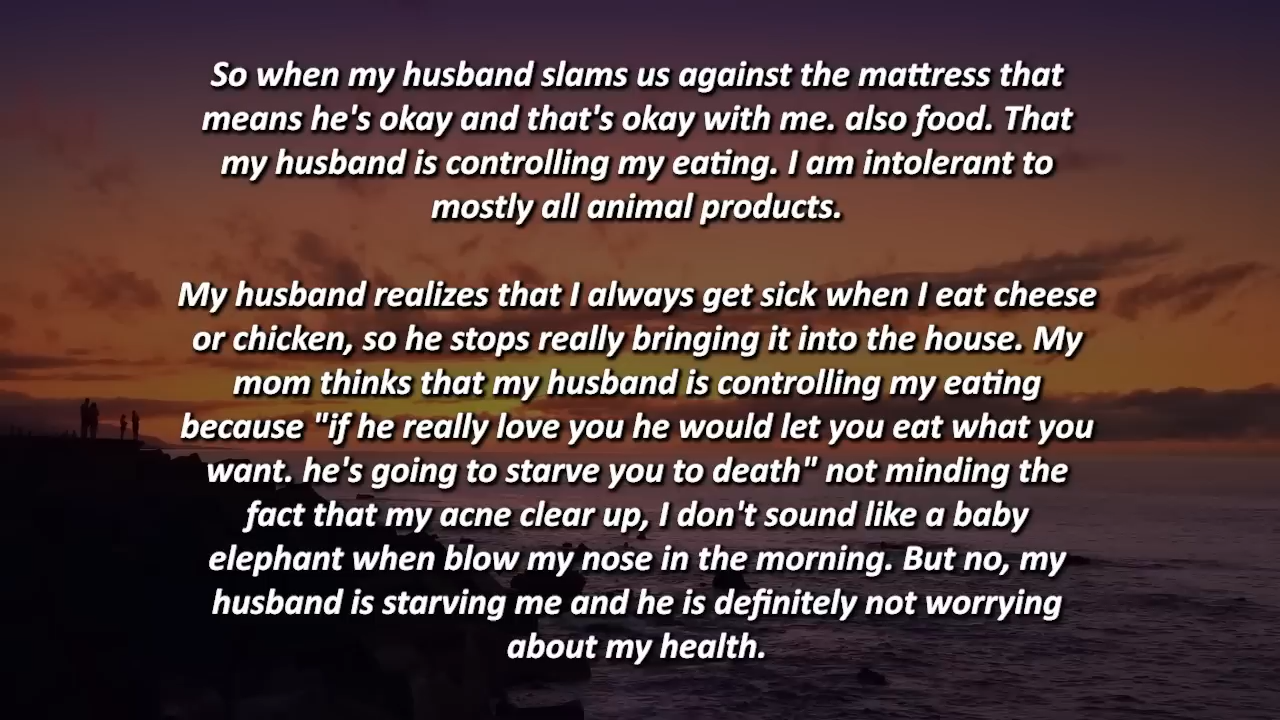 So when my husband slams us against the mattress that
means he's okay and that's okay with me. also food. That
my husband is controlling my eating. I am intolerant to
mostly all animal products.
My husband realizes that I always get sick when I eat cheese
or chicken, so he stops really bringing it into the house. My
mom thinks that my husband is controlling my eating
because "if he really love you he would let you eat what you
want. he's going to starve you to death" not minding the
fact that my acne clear up, I don't sound like a baby
elephant when blow my nose in the morning. But no, my
husband is starving me and he is definitely not worrying
about my health.